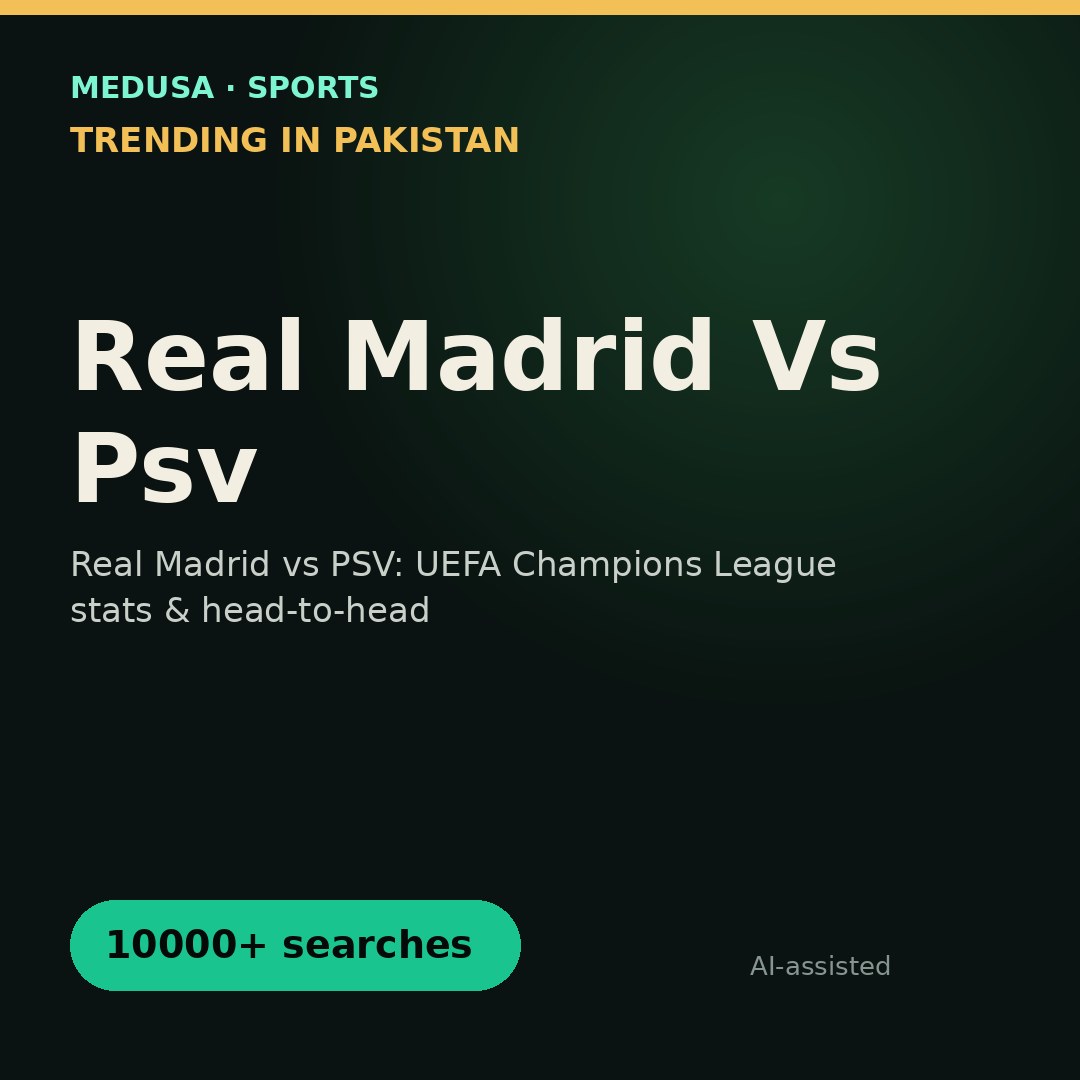 MEDUSA · SPORTS
TRENDING IN PAKISTAN
Real Madrid Vs
Psv
Real Madrid vs PSV: UEFA Champions League
stats & head-to-head
10000+ searches
AI-assisted